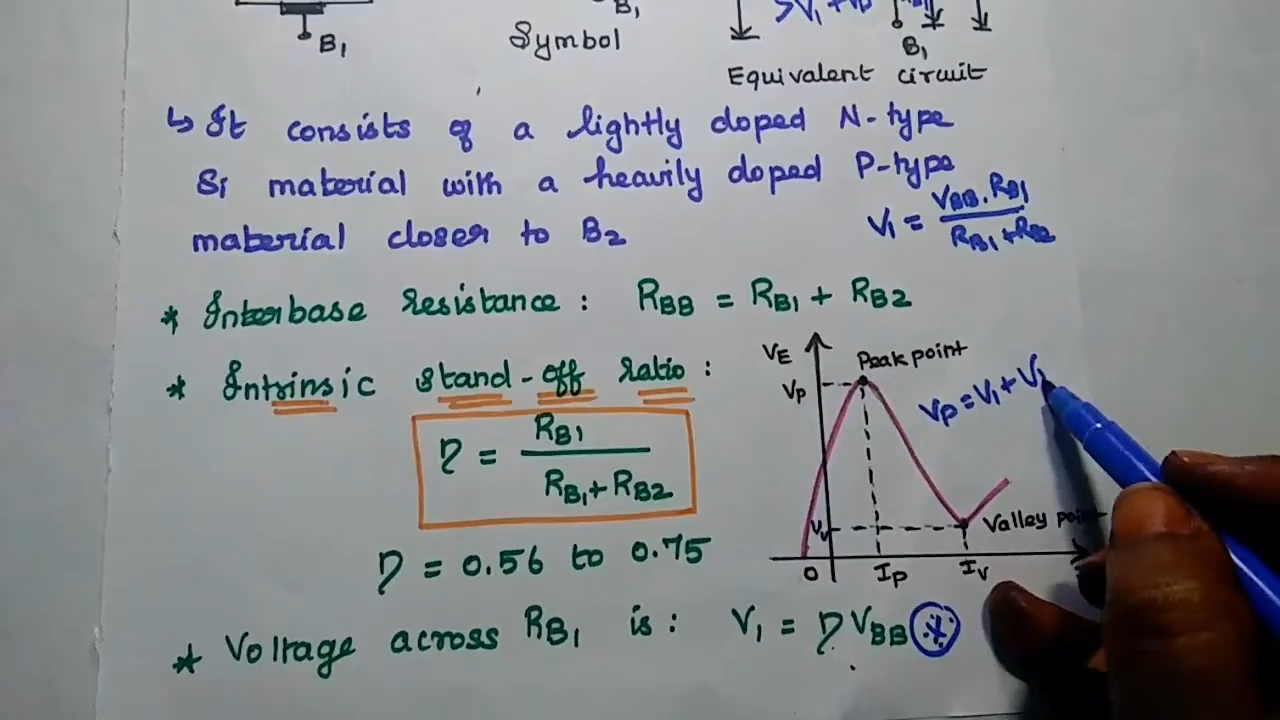 B1
Symbol
B1
>V1 + VD
B1
Equivalent circuit
↳ It consists of a lightly doped N-type
Si material with a heavily doped P-type
material closer to B2
V1 = VBB.RB1 / RB1+RB2
* Interbase resistance : RBB = RB1 + RB2
* Intrinsic stand-off ratio :
η = RB1 / RB1+RB2
η = 0.56 to 0.75
VE
Peak point
VP
VP = V1 + V
Vv
Valley point
0
IP
IV
* Voltage across RB1 is : V1 = η VBB (*)